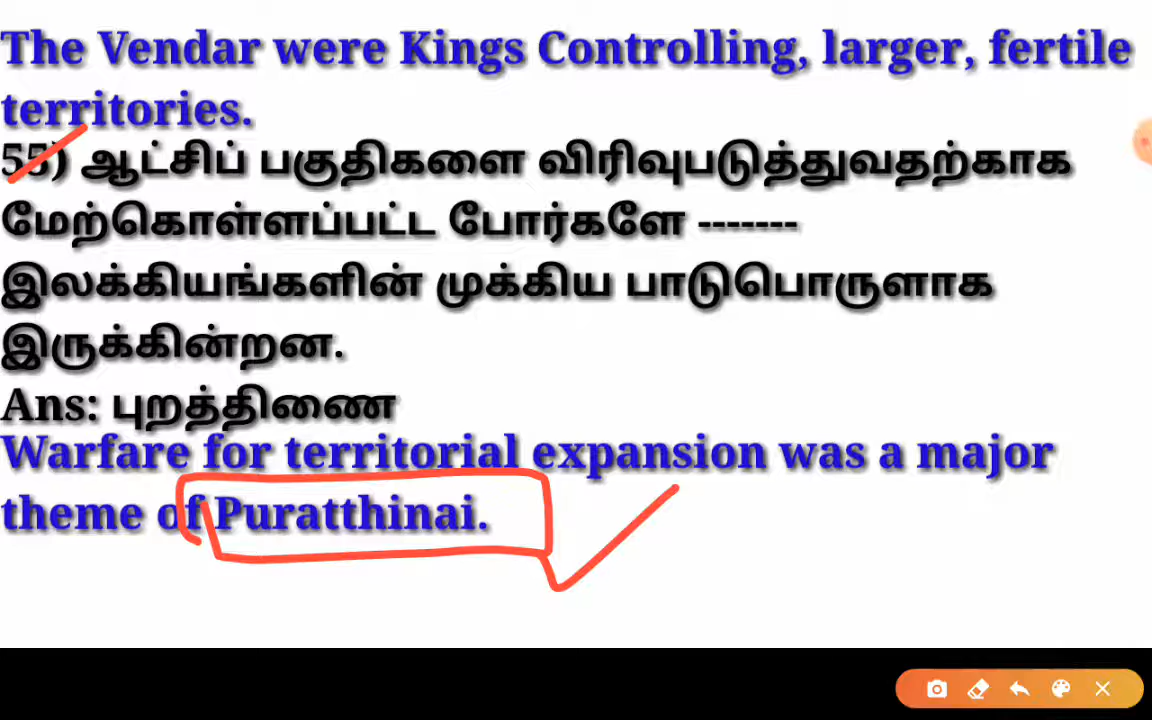 The Vendar were Kings Controlling, larger, fertile
territories.
55) ஆட்சிப் பகுதிகளை விரிவுபடுத்துவதற்காக
மேற்கொள்ளப்பட்ட போர்களே -------
இலக்கியங்களின் முக்கிய பாடுபொருளாக
இருக்கின்றன.
Ans: புறத்திணை
Warfare for territorial expansion was a major
theme of Puratthinai.